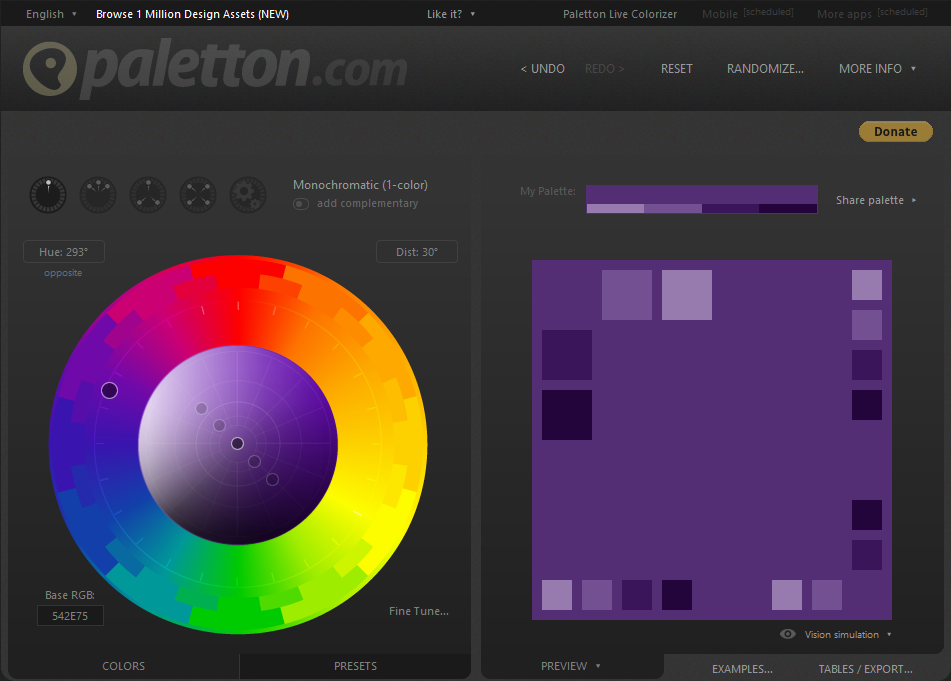 English ▾ Browse 1 Million Design Assets (NEW) Like it? ▾ Paletton Live Colorizer Mobile [scheduled] More apps [scheduled]
paletton.com
< UNDO REDO > RESET RANDOMIZE... MORE INFO ▾
Donate
Monochromatic (1-color)
add complementary
My Palette:
Share palette ▸
Hue: 293°
opposite
Dist: 30°
Base RGB:
542E75
Fine Tune...
Vision simulation ▾
COLORS PRESETS PREVIEW ▾ EXAMPLES... TABLES / EXPORT...